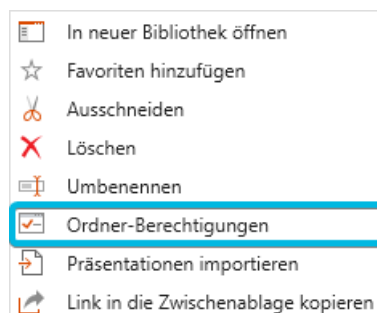 In neuer Bibliothek öffnen
Favoriten hinzufügen
Ausschneiden
Löschen
Umbenennen
Ordner-Berechtigungen
Präsentationen importieren
Link in die Zwischenablage kopieren